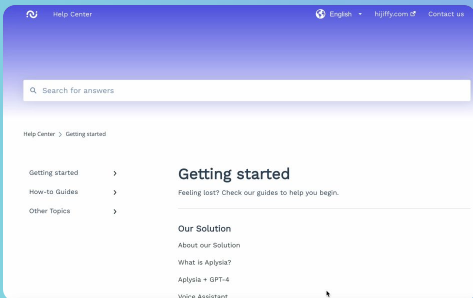 Help Center
English
hijiffy.com
Contact us
Search for answers
Help Center > Getting started
Getting started
How-to Guides
Other Topics
Getting started
Feeling lost? Check our guides to help you begin.
Our Solution
About our Solution
What is Aplysia?
Aplysia + GPT-4
Voice Assistant